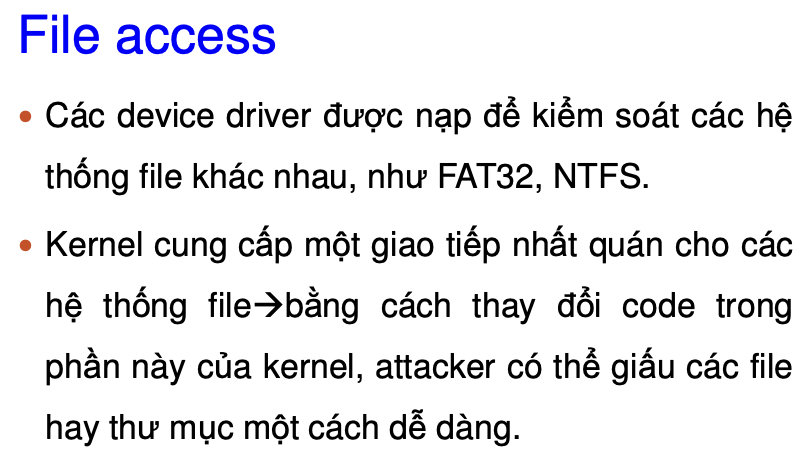 File access
• Các device driver được nạp để kiểm soát các hệ
thống file khác nhau, như FAT32, NTFS.
• Kernel cung cấp một giao tiếp nhất quán cho các
hệ thống file→bằng cách thay đổi code trong
phần này của kernel, attacker có thể giấu các file
hay thư mục một cách dễ dàng.